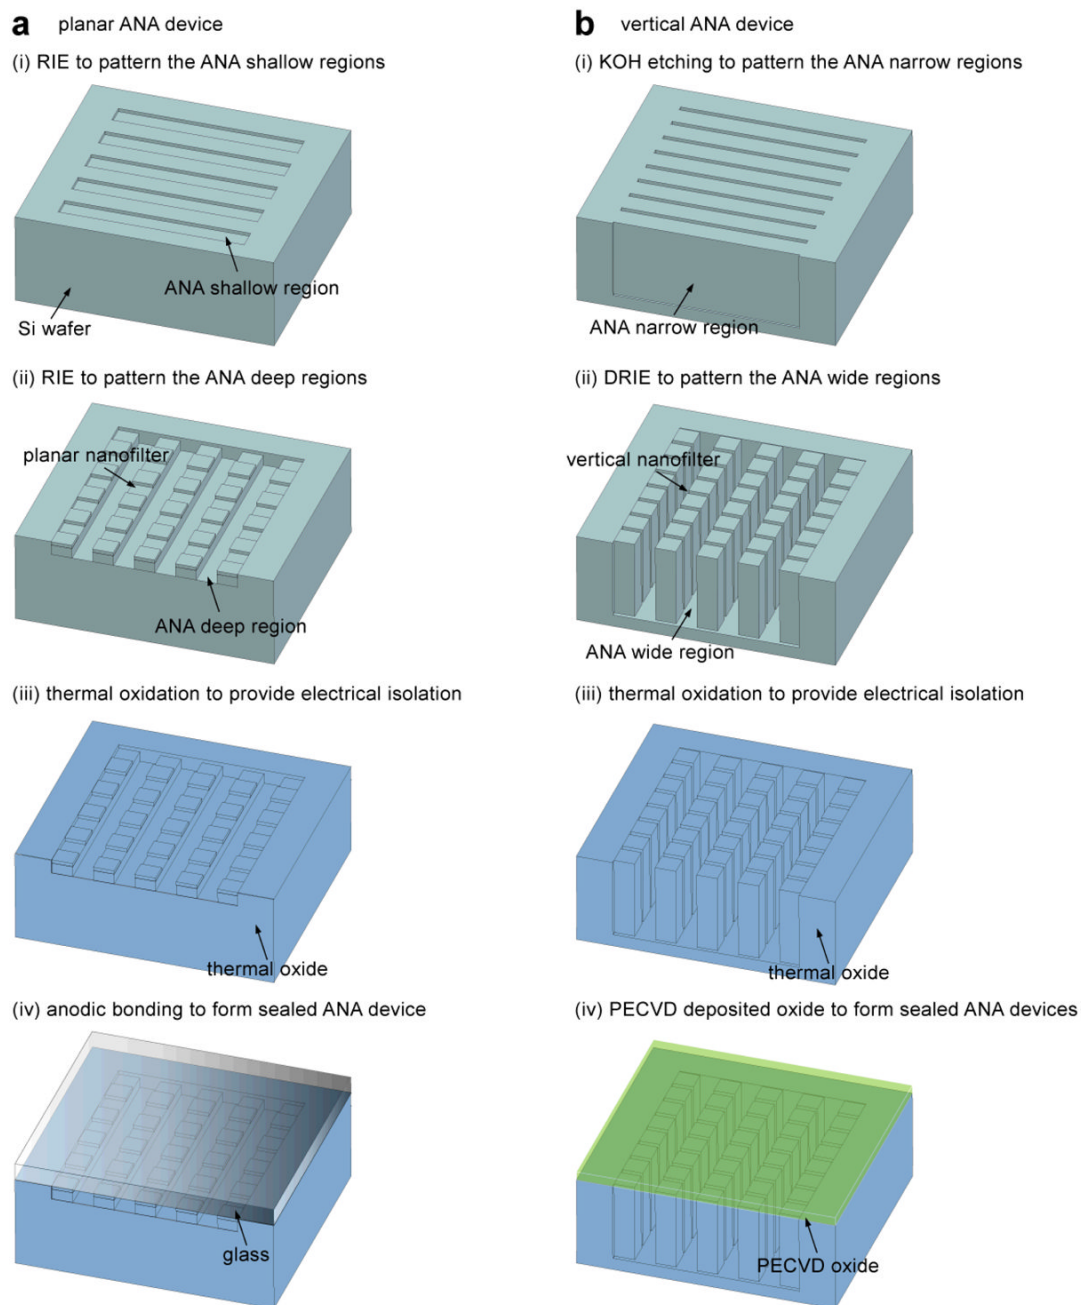 a planar ANA device
(i) RIE to pattern the ANA shallow regions
ANA shallow region
Si wafer
(ii) RIE to pattern the ANA deep regions
planar nanofilter
ANA deep region
(iii) thermal oxidation to provide electrical isolation
thermal oxide
(iv) anodic bonding to form sealed ANA device
glass
b vertical ANA device
(i) KOH etching to pattern the ANA narrow regions
ANA narrow region
(ii) DRIE to pattern the ANA wide regions
vertical nanofilter
ANA wide region
(iii) thermal oxidation to provide electrical isolation
thermal oxide
(iv) PECVD deposited oxide to form sealed ANA devices
PECVD oxide